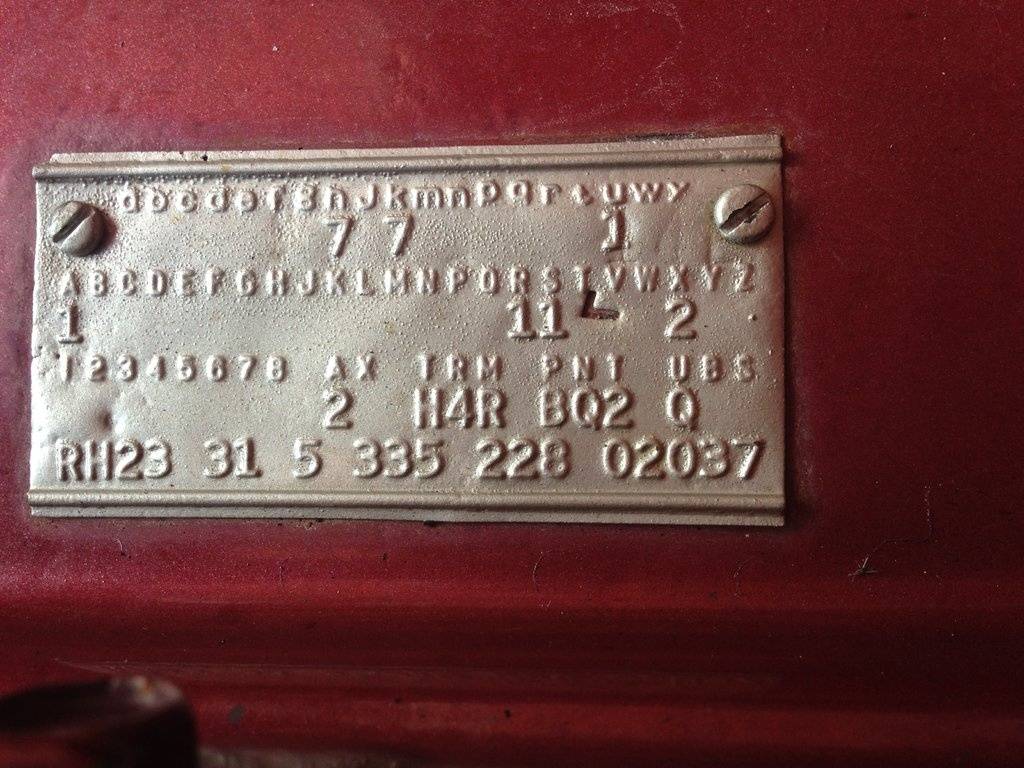 abcdefghJkmnpqrtuwy
7 7 1
ABCDEFGHJKLMNPQRSTVWXYZ
1 11 2
12345678 AX TRM PNT UBS
2 H4R BQ2 Q
RH23 31 5 335 228 02037